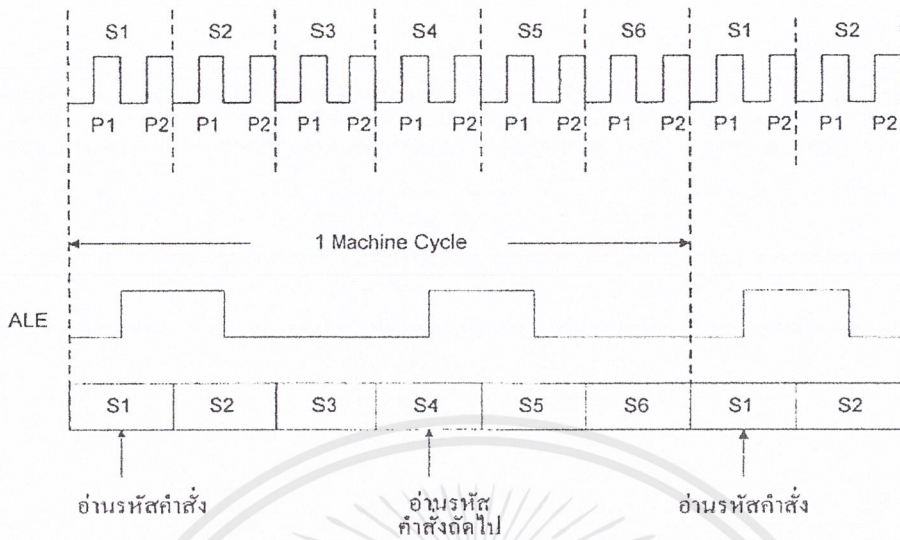 S1 S2 S3 S4 S5 S6 S1 S2
P1 P2 P1 P2 P1 P2 P1 P2 P1 P2 P1 P2 P1 P2 P1 P2
1 Machine Cycle
ALE
S1 S2 S3 S4 S5 S6 S1 S2
อ่านรหัสคำสั่ง อ่านรหัส อ่านรหัสคำสั่ง
คำสั่งถัดไป